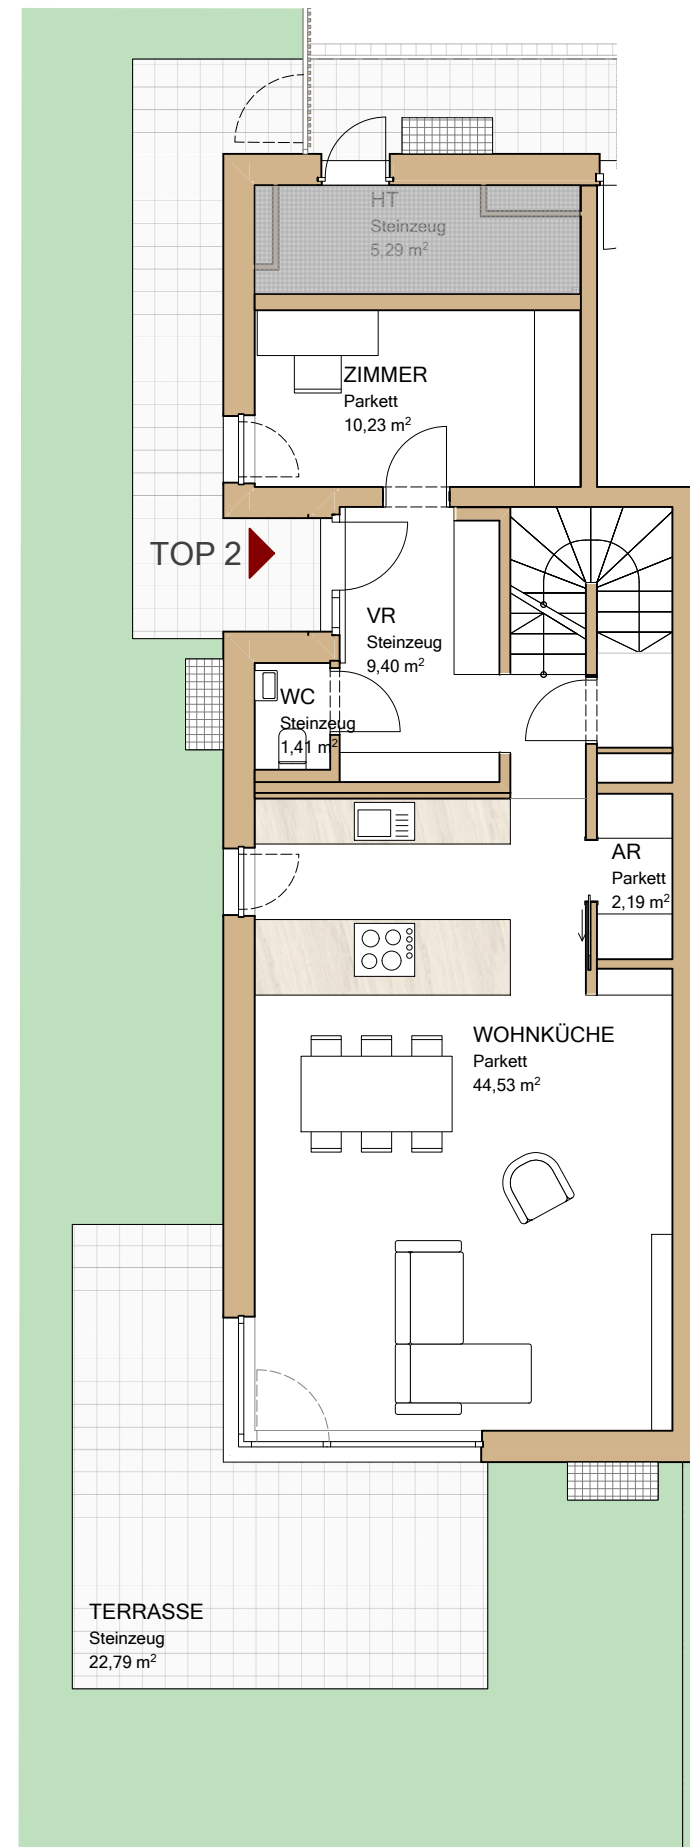 HT
Steinzeug
5,29 m²
ZIMMER
Parkett
10,23 m²
TOP 2
VR
Steinzeug
9,40 m²
WC
Steinzeug
1,41 m²
AR
Parkett
2,19 m²
WOHNKÜCHE
Parkett
44,53 m²
TERRASSE
Steinzeug
22,79 m²